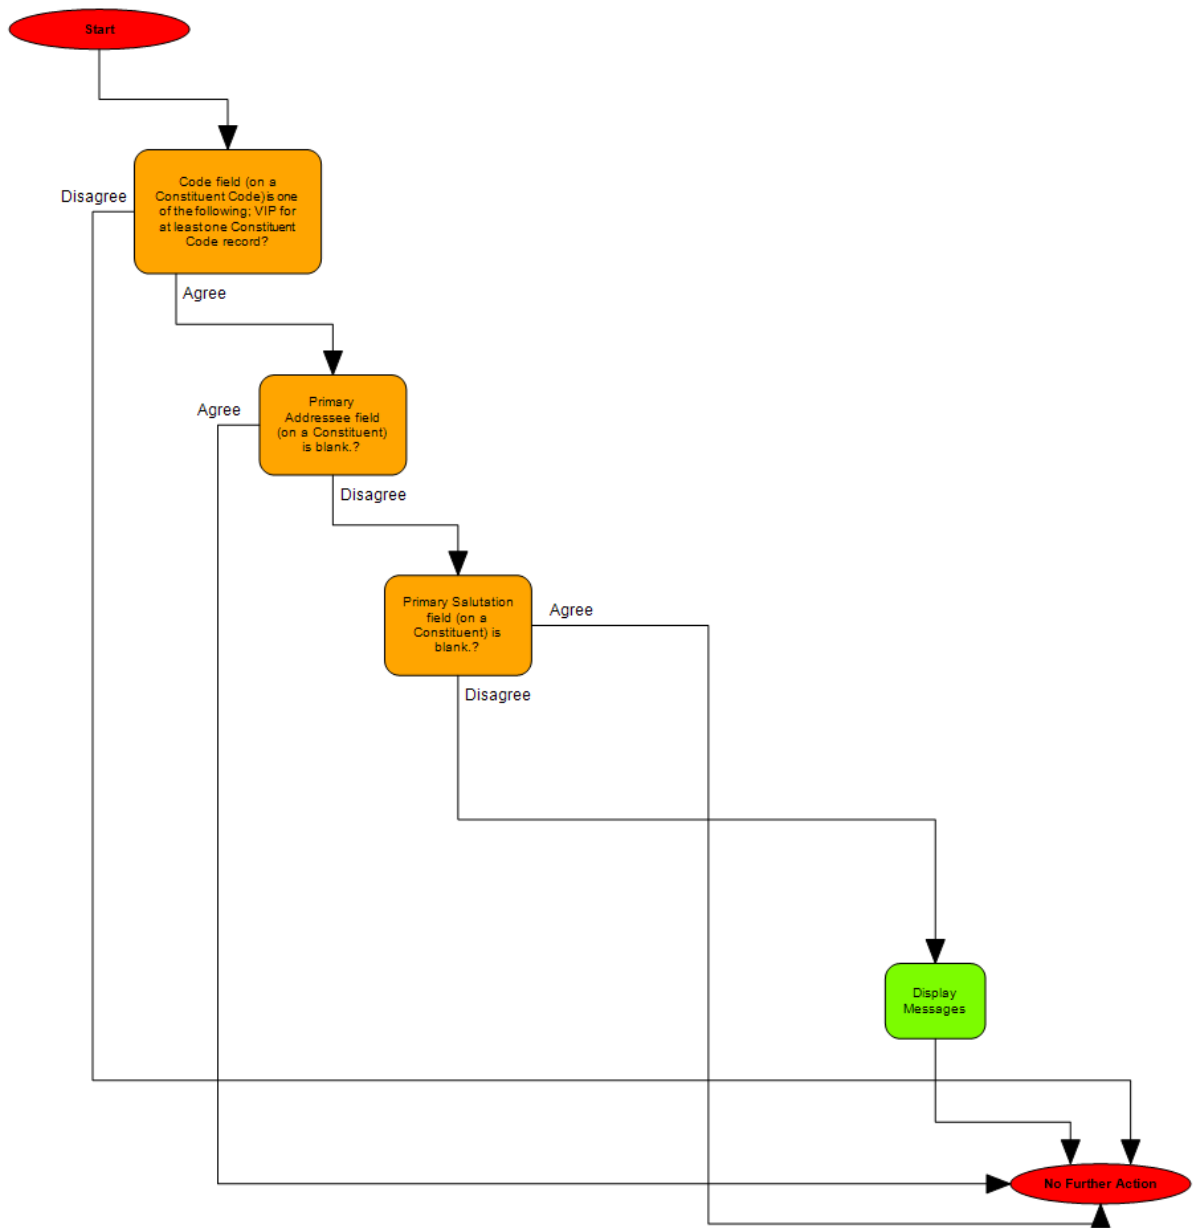 Start
Disagree
Code field (on a
Constituent Code) is one
of the following; VIP for
at least one Constituent
Code record?
Agree
Agree
Primary
Addressee field
(on a Constituent)
is blank.?
Disagree
Primary Salutation
field (on a
Constituent) is
blank.?
Agree
Disagree
Display
Messages
No Further Action